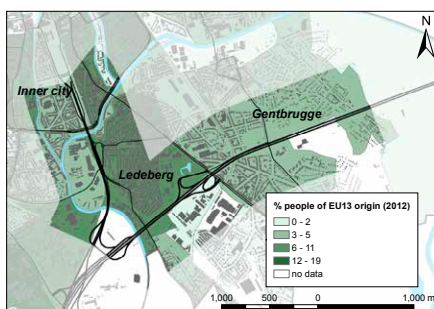 N
Inner city
Gentbrugge
Ledeberg
% people of EU13 origin (2012)
0 - 2
3 - 5
6 - 11
12 - 19
no data
1,000 500 0 1,000 m